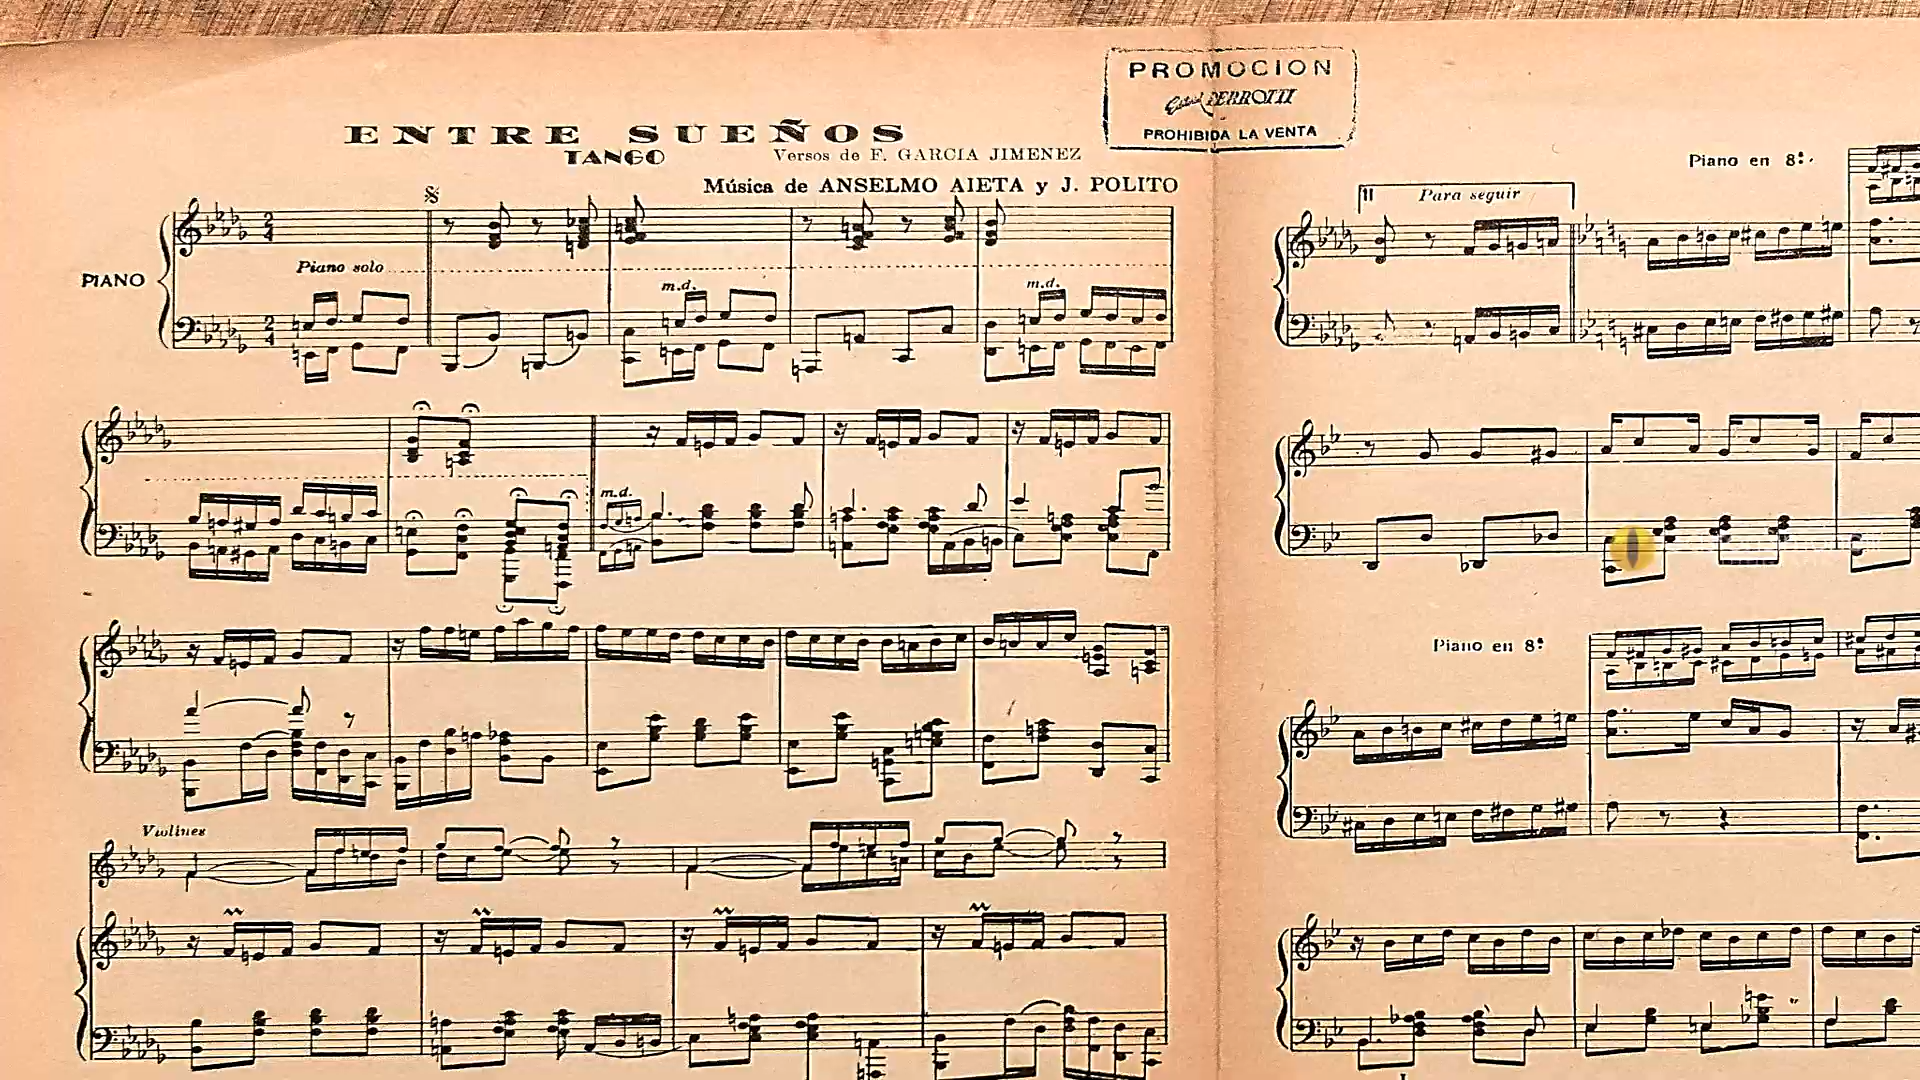 PROMOCION
PERROTTI
PROHIBIDA LA VENTA
ENTRE SUEÑOS
TANGO
Versos de F. GARCIA JIMENEZ
Música de ANSELMO AIETA y J. POLITO
PIANO
Piano solo
m.d.
m.d.
m.d.
Violines
Piano en 8ª
Para seguir
Piano en 8ª